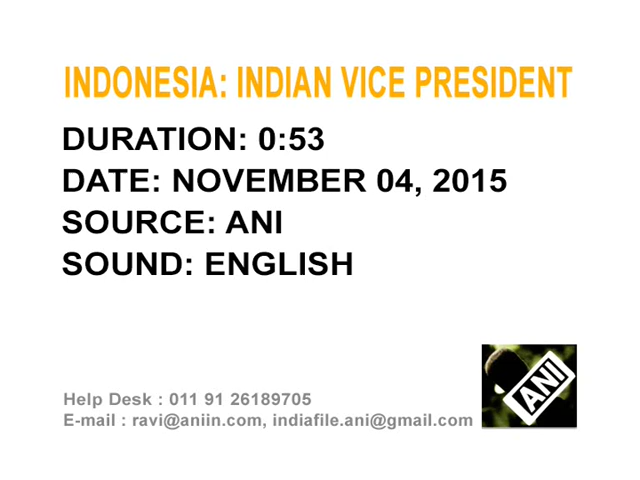 INDONESIA: INDIAN VICE PRESIDENT
DURATION: 0:53
DATE: NOVEMBER 04, 2015
SOURCE: ANI
SOUND: ENGLISH
Help Desk : 011 91 26189705
E-mail : ravi@aniin.com, indiafile.ani@gmail.com
ANI